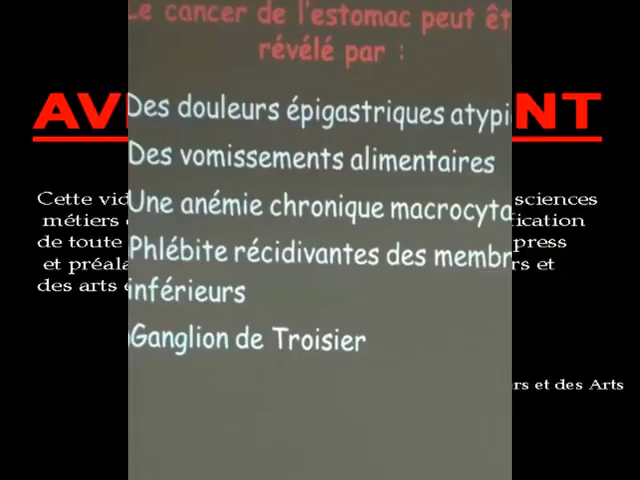 Le cancer de l'estomac peut êt
révélé par :
AV NT
Des douleurs épigastriques atypi
Des vomissements alimentaires
Cette vid sciences
Une anémie chronique macrocyta
métiers ication
de toute press
Phlébite récidivantes des membr
et préala rs et
des arts
inférieurs
Ganglion de Troisier
rs et des Arts